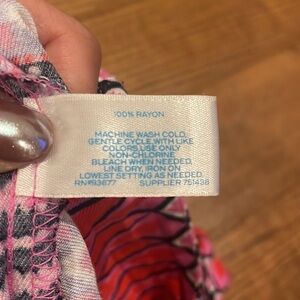 100% RAYON
MACHINE WASH COLD,
GENTLE CYCLE WITH LIKE
COLORS USE ONLY
NON-CHLORINE
BLEACH WHEN NEEDED,
LINE DRY, IRON ON
LOWEST SETTING AS NEEDED.
RN#93677 SUPPLIER 751438